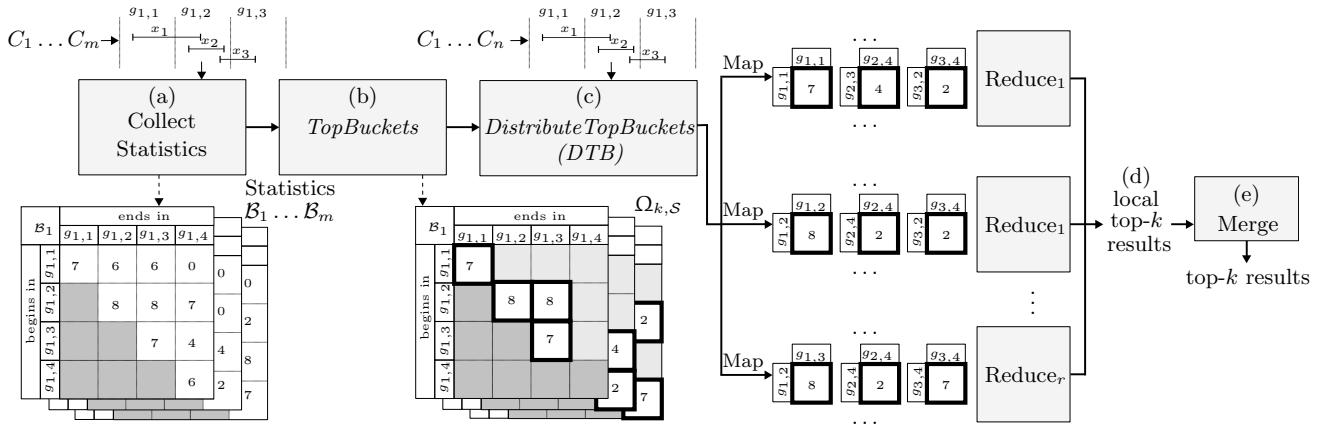 g1,1 g1,2 g1,3
C1 … Cm
x1
x2
x3
(a)
Collect
Statistics
(b)
TopBuckets
g1,1 g1,2 g1,3
C1 … Cn
x1
x2
x3
(c)
DistributeTopBuckets
(DTB)
Statistics
B1 … Bm
ends in
B1 g1,1 g1,2 g1,3 g1,4
begins in
g1,1 7 6 6 0
g1,2 8 8 7
g1,3 7 4
g1,4 6
0
0 2
4 8
2 7
Ωk,S
ends in
B1 g1,1 g1,2 g1,3 g1,4
begins in
g1,1 7
g1,2 8 8
g1,3 7
g1,4
2
4
2 7
Map
…
g1,1 g2,4 g3,4
g1,1 7 g2,3 4 g3,2 2
…
Reduce1
Map
…
g1,2 g2,4 g3,4
g1,2 8 g2,4 2 g3,2 2
…
Reduce1
⋮
Map
…
g1,3 g2,4 g3,4
g1,2 8 g2,4 2 g3,4 7
…
Reducer
(d)
local
top-k
results
(e)
Merge
top-k results